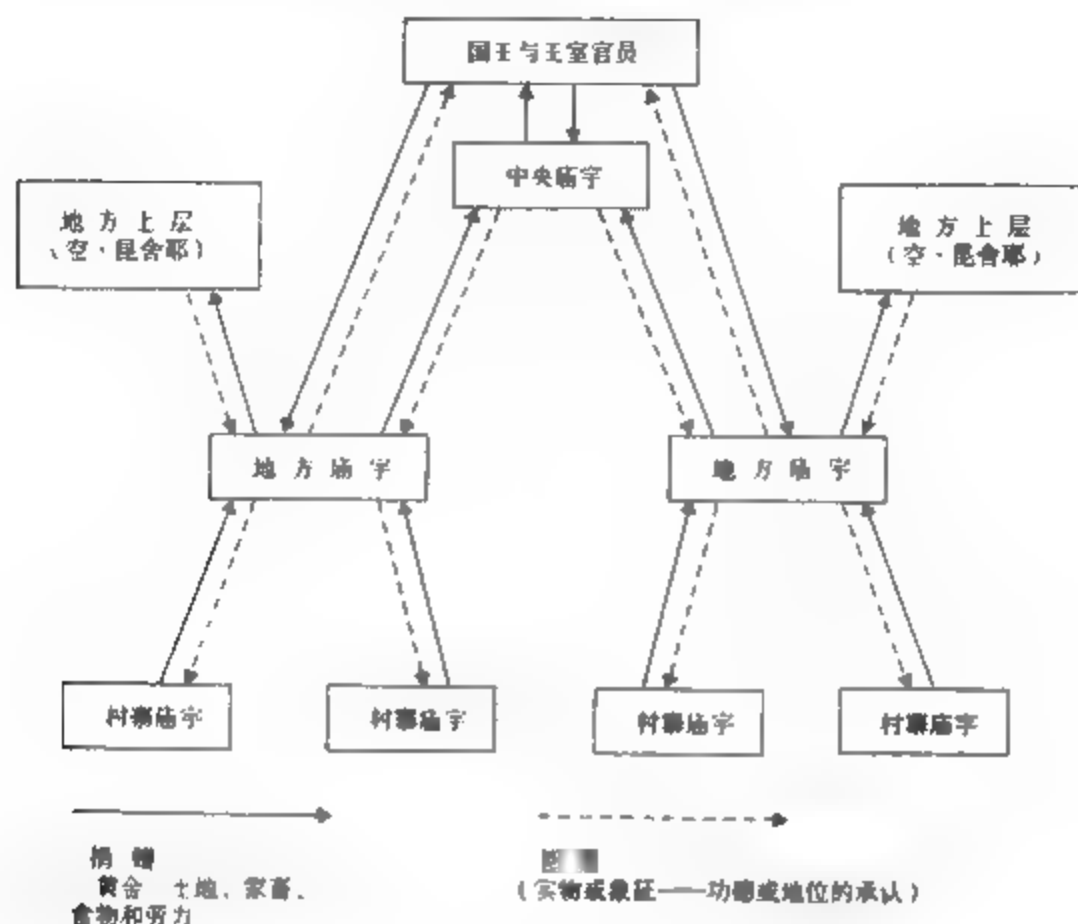 国王与王室官员
中央庙宇
地方上层
(空·昆舍耶)
地方上层
(空·昆舍耶)
地方庙宇
地方庙宇
村寨庙宇
村寨庙宇
村寨庙宇
村寨庙宇
捐赠
黄金 土地、家畜、
食物和劳力
(实物或象征——功德或地位的承认)